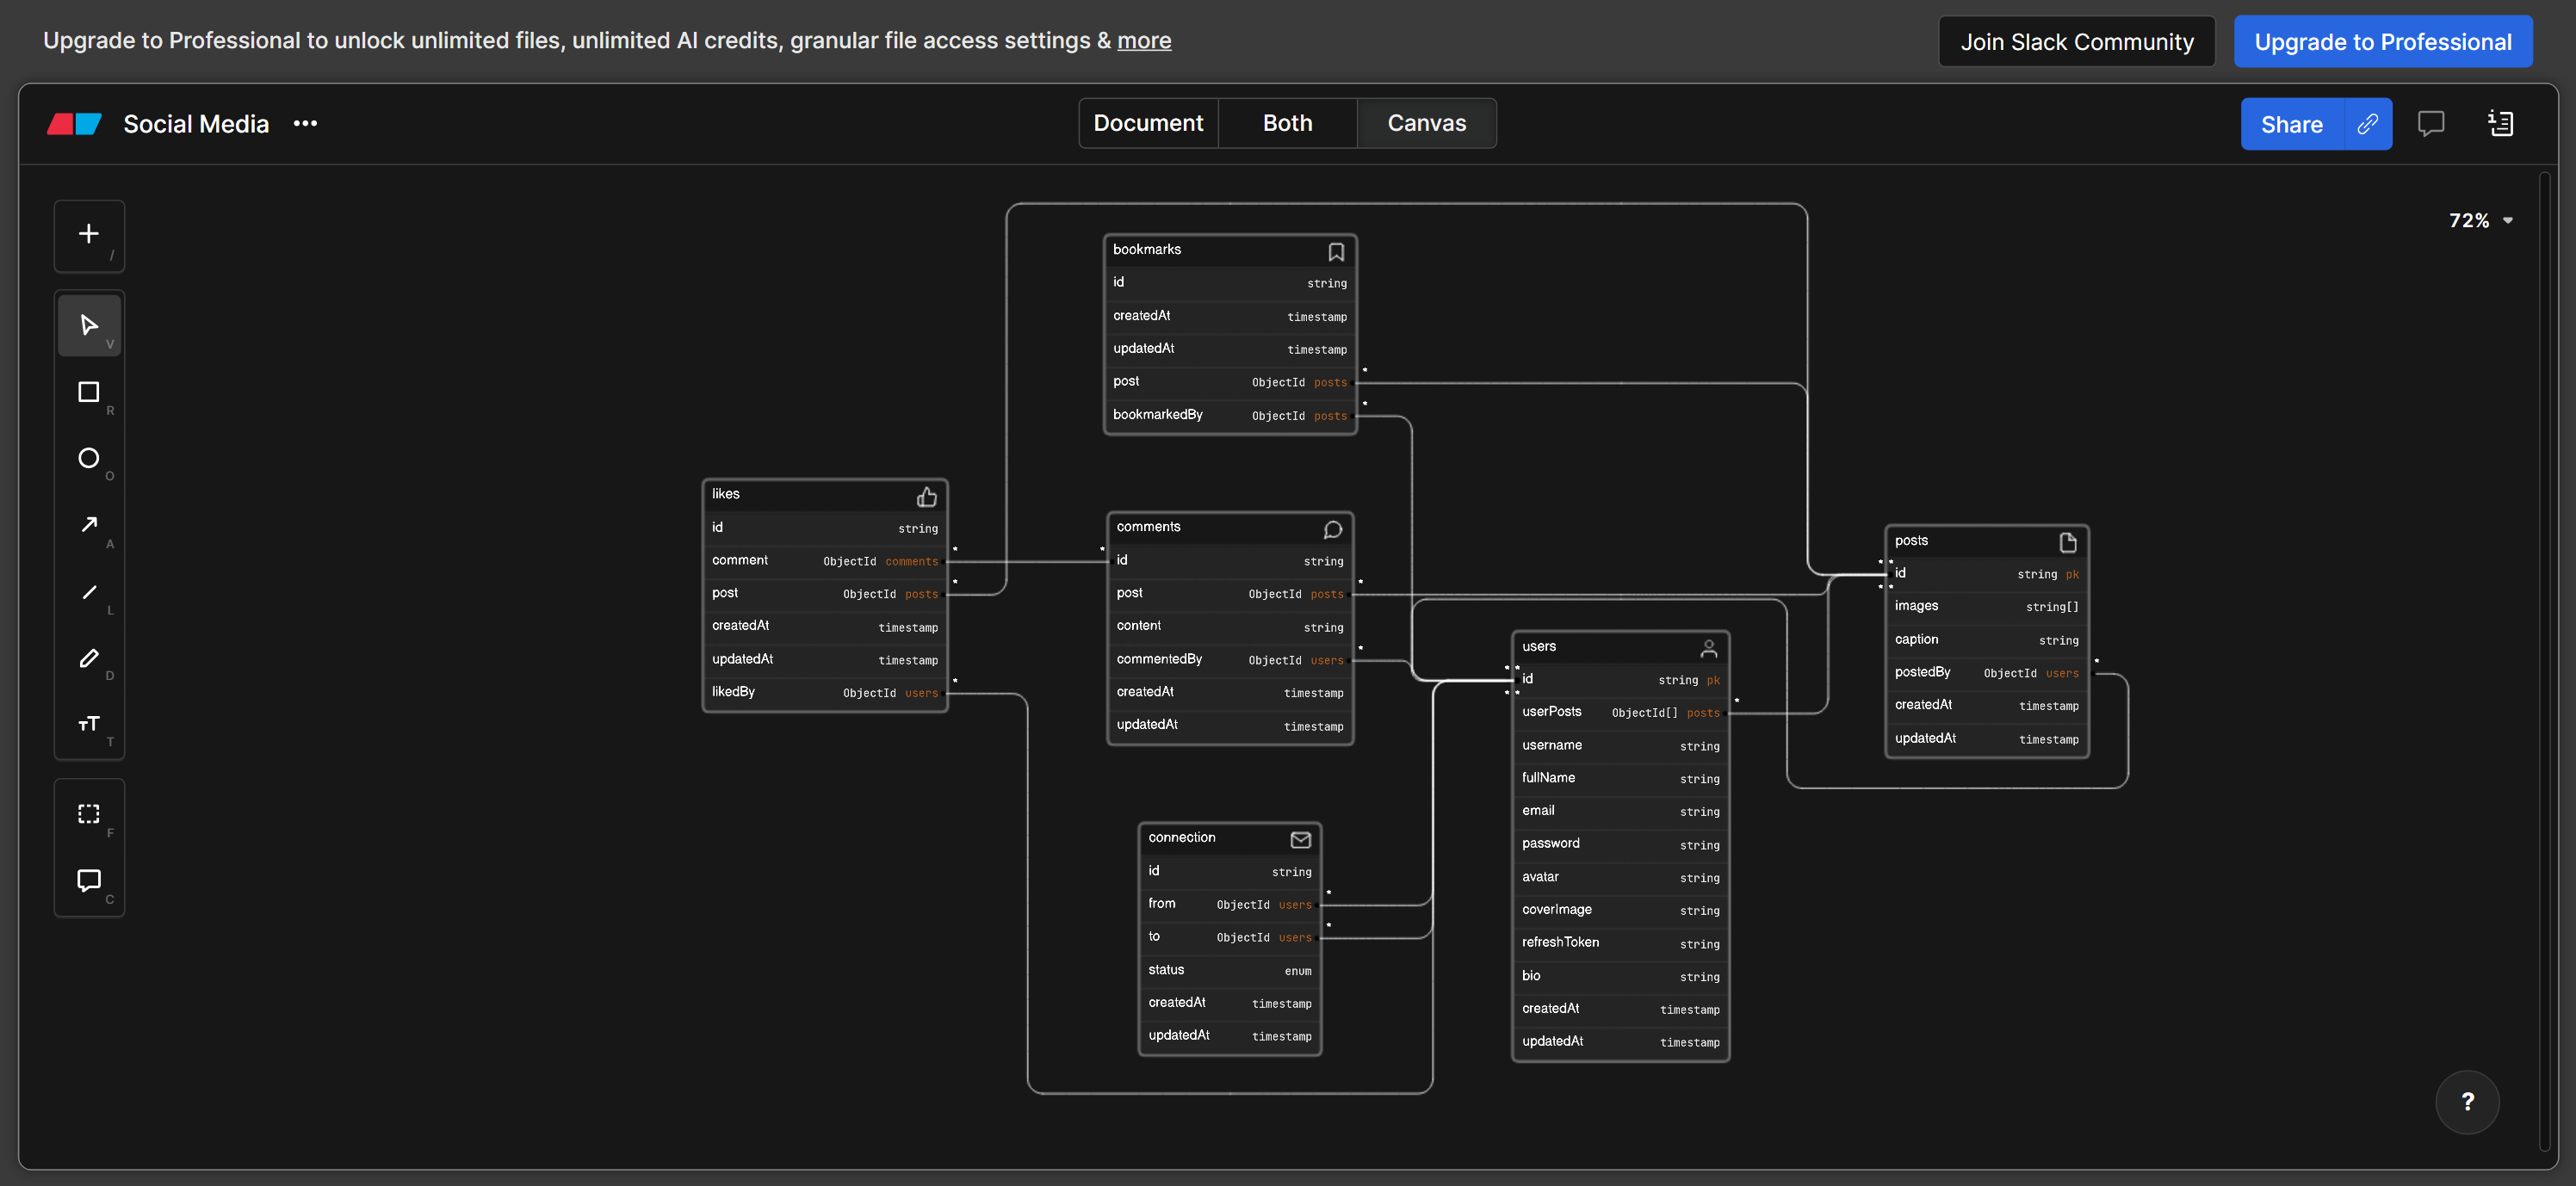 Upgrade to Professional to unlock unlimited files, unlimited AI credits, granular file access settings & more
Join Slack Community
Upgrade to Professional
Social Media
Document
Both
Canvas
Share
72%
/
V
R
O
A
L
D
T
F
C
bookmarks
id string
createdAt timestamp
updatedAt timestamp
post ObjectId posts
bookmarkedBy ObjectId posts
likes
id string
comment ObjectId comments
post ObjectId posts
createdAt timestamp
updatedAt timestamp
likedBy ObjectId users
comments
id string
post ObjectId posts
content string
commentedBy ObjectId users
createdAt timestamp
updatedAt timestamp
connection
id string
from ObjectId users
to ObjectId users
status enum
createdAt timestamp
updatedAt timestamp
users
id string pk
userPosts ObjectId[] posts
username string
fullName string
email string
password string
avatar string
coverImage string
refreshToken string
bio string
createdAt timestamp
updatedAt timestamp
posts
id string pk
images string[]
caption string
postedBy ObjectId users
createdAt timestamp
updatedAt timestamp
?